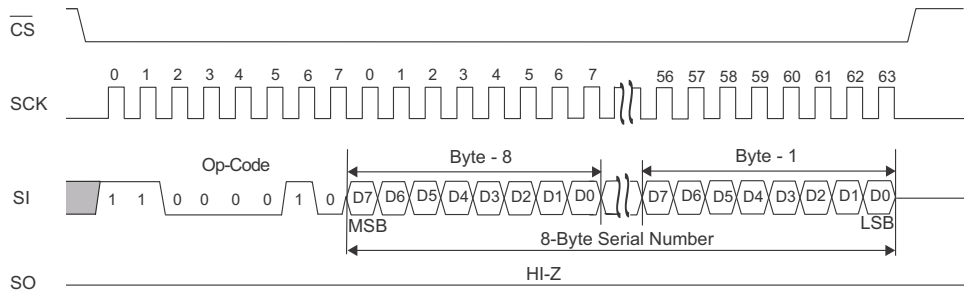 CS
SCK 0 1 2 3 4 5 6 7 0 1 2 3 4 5 6 7 56 57 58 59 60 61 62 63
Op-Code Byte - 8 Byte - 1
SI 1 1 0 0 0 0 1 0 D7 D6 D5 D4 D3 D2 D1 D0 D7 D6 D5 D4 D3 D2 D1 D0
MSB LSB
8-Byte Serial Number
SO HI-Z